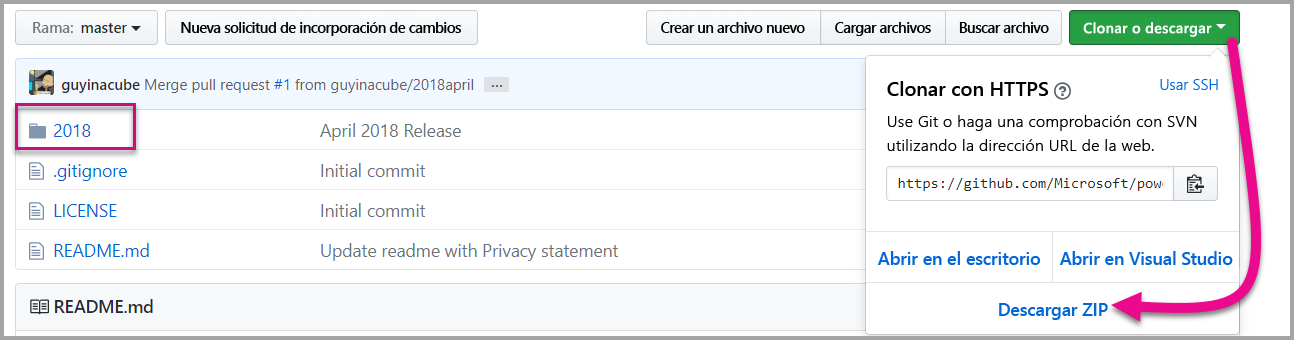 Rama: master
Nueva solicitud de incorporación de cambios
Crear un archivo nuevo
Cargar archivos
Buscar archivo
Clonar o descargar
guyinacube Merge pull request #1 from guyinacube/2018april ...
2018 April 2018 Release
.gitignore Initial commit
LICENSE Initial commit
README.md Update readme with Privacy statement
README.md
Clonar con HTTPS ?
Usar SSH
Use Git o haga una comprobación con SVN
utilizando la dirección URL de la web.
https://github.com/Microsoft/pow
Abrir en el escritorio
Abrir en Visual Studio
Descargar ZIP